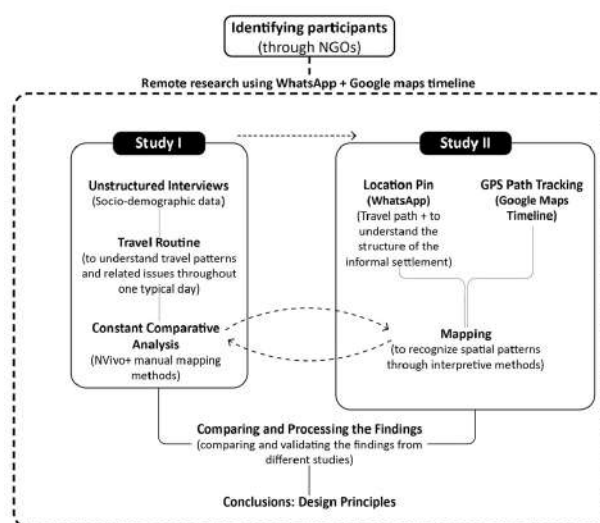 Identifying participants
(through NGOs)
Remote research using WhatsApp + Google maps timeline
Study I
Unstructured Interviews
(Socio-demographic data)
Travel Routine
(to understand travel patterns
and related issues throughout
one typical day)
Constant Comparative
Analysis
(NVivo+ manual mapping
methods)
Study II
Location Pin
(WhatsApp)
(Travel path + to
understand the
structure of the
informal settlement)
GPS Path Tracking
(Google Maps
Timeline)
Mapping
(to recognize spatial patterns
through interpretive methods)
Comparing and Processing the Findings
(comparing and validating the findings from
different studies)
Conclusions: Design Principles